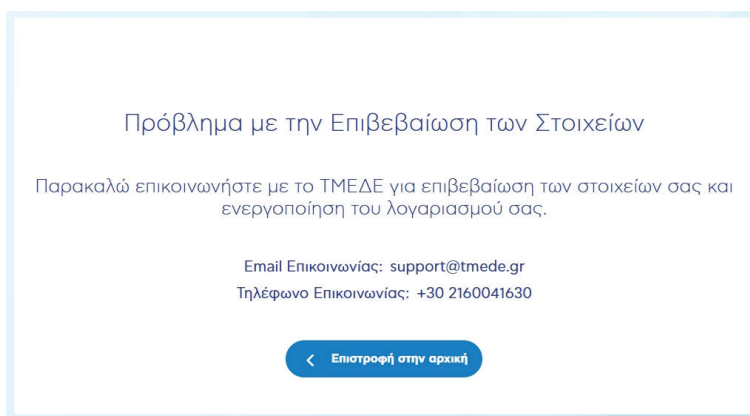 Πρόβλημα με την Επιβεβαίωση των Στοιχείων
Παρακαλώ επικοινωνήστε με το ΤΜΕΔΕ για επιβεβαίωση των στοιχείων σας και
ενεργοποίηση του λογαριασμού σας.
Email Επικοινωνίας: support@tmede.gr
Τηλέφωνο Επικοινωνίας: +30 2160041630
Επιστροφή στην αρχική